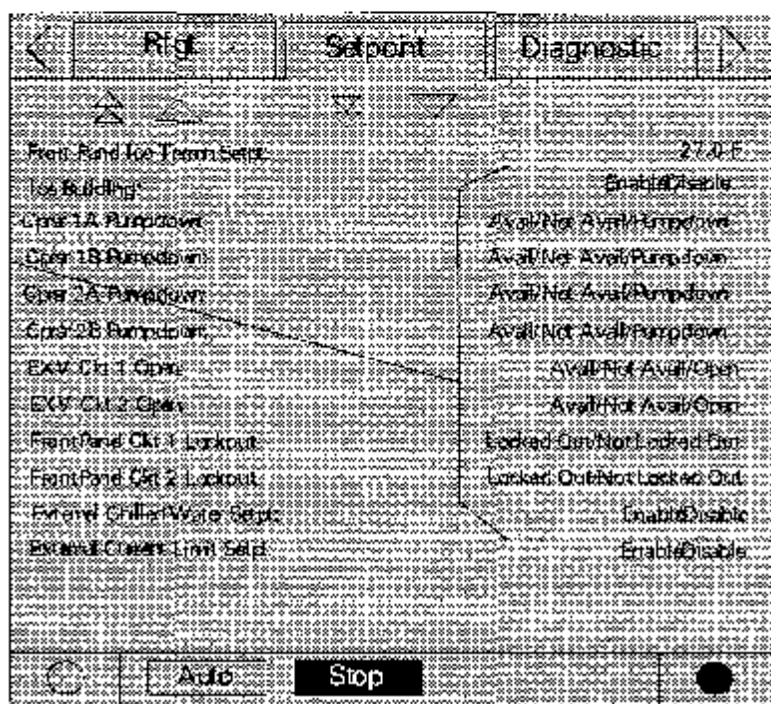 Rfgt Setpoint Diagnostic
Front Panel Ice Termn Setpt: 27.0 F
Ice Building: Enable/Disable
Cprsr 1A Pumpdown: Avail/Not Avail/Pumpdown
Cprsr 1B Pumpdown: Avail/Not Avail/Pumpdown
Cprsr 2A Pumpdown: Avail/Not Avail/Pumpdown
Cprsr 2B Pumpdown: Avail/Not Avail/Pumpdown
EXV Ckt 1 Open: Avail/Not Avail/Open
EXV Ckt 2 Open: Avail/Not Avail/Open
Front Panel Ckt 1 Lockout: Locked Out/Not Locked Out
Front Panel Ckt 2 Lockout: Locked Out/Not Locked Out
External Chilled Water Setpt: Enable/Disable
External Current Limit Setpt: Enable/Disable
Auto Stop